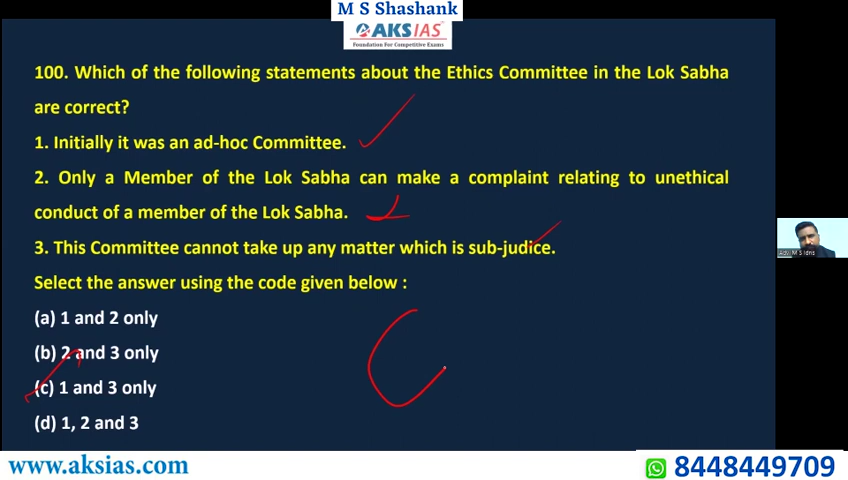 M S Shashank
AKSIAS
Foundation For Competitive Exams
100. Which of the following statements about the Ethics Committee in the Lok Sabha
are correct?
1. Initially it was an ad-hoc Committee.
2. Only a Member of the Lok Sabha can make a complaint relating to unethical
conduct of a member of the Lok Sabha.
3. This Committee cannot take up any matter which is sub-judice.
Select the answer using the code given below :
(a) 1 and 2 only
(b) 2 and 3 only
(c) 1 and 3 only
(d) 1, 2 and 3
C
Adv M S Idns
www.aksias.com
8448449709